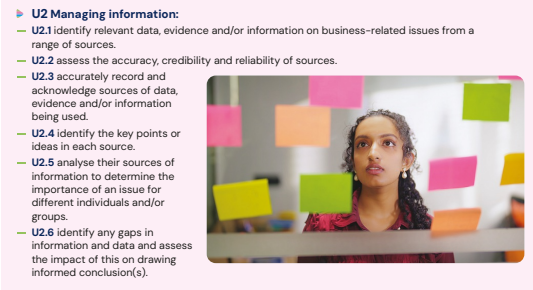 U2 Managing information:
— U2.1 identify relevant data, evidence and/or information on business-related issues from a
range of sources.
— U2.2 assess the accuracy, credibility and reliability of sources.
— U2.3 accurately record and
acknowledge sources of data,
evidence and/or information
being used.
— U2.4 identify the key points or
ideas in each source.
— U2.5 analyse their sources of
information to determine the
importance of an issue for
different individuals and/or
groups.
— U2.6 identify any gaps in
information and data and assess
the impact of this on drawing
informed conclusion(s).